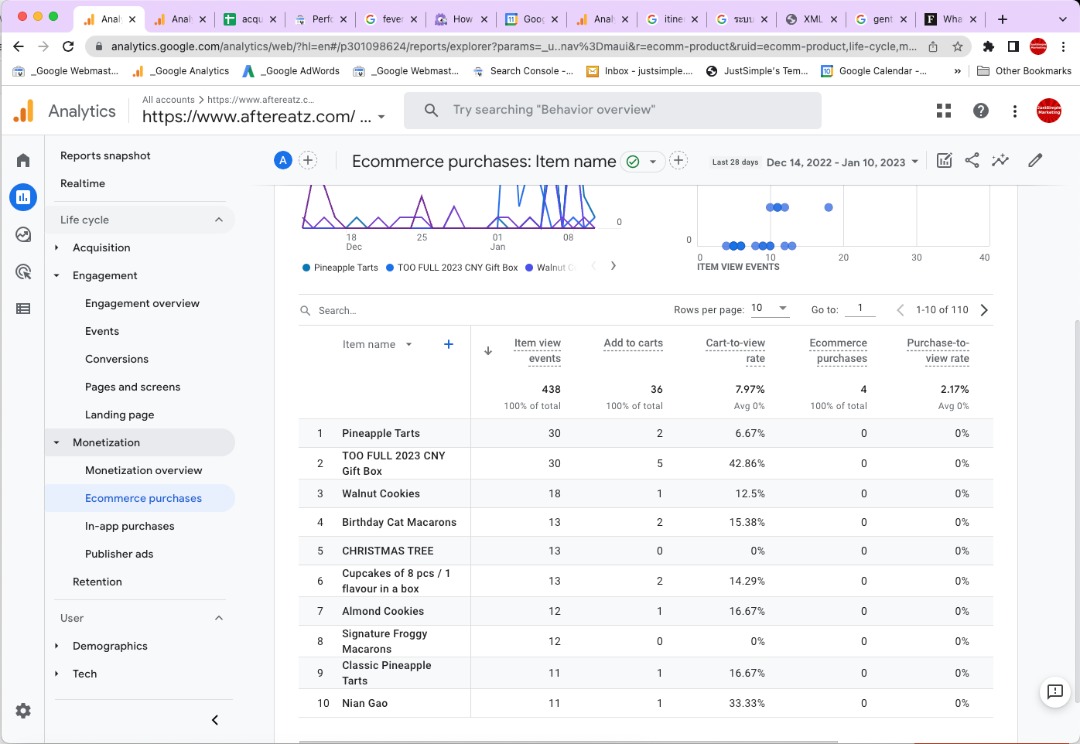 Anal
Anal
acqu
Perfo
fever
How
Goog
Anal
itine
ระบบ
XML
gent
Wha
analytics.google.com/analytics/web/?hl=en#/p301098624/reports/explorer?params=_u..nav%3Dmaui&r=ecomm-product&ruid=ecomm-product,life-cycle,m...
_Google Webmast...
_Google Analytics
_Google AdWords
_Google Webmast...
Search Console -...
Inbox - justsimple....
JustSimple's Tem...
Google Calendar -...
»
Other Bookmarks
Analytics
All accounts > https://www.aftereatz.c...
https://www.aftereatz.com/ ...
Try searching "Behavior overview"
Reports snapshot
Realtime
Life cycle
Acquisition
Engagement
Engagement overview
Events
Conversions
Pages and screens
Landing page
Monetization
Monetization overview
Ecommerce purchases
In-app purchases
Publisher ads
Retention
User
Demographics
Tech
A
Ecommerce purchases: Item name
Last 28 days Dec 14, 2022 - Jan 10, 2023
0
18 25 01 08
Dec Jan
Pineapple Tarts TOO FULL 2023 CNY Gift Box Walnut C
0
0 10 20 30 40
ITEM VIEW EVENTS
Search...
Rows per page: 10 Go to: 1 1-10 of 110
Item name
Item view events
Add to carts
Cart-to-view rate
Ecommerce purchases
Purchase-to-view rate
438 36 7.97% 4 2.17%
100% of total 100% of total Avg 0% 100% of total Avg 0%
1 Pineapple Tarts 30 2 6.67% 0 0%
2 TOO FULL 2023 CNY Gift Box 30 5 42.86% 0 0%
3 Walnut Cookies 18 1 12.5% 0 0%
4 Birthday Cat Macarons 13 2 15.38% 0 0%
5 CHRISTMAS TREE 13 0 0% 0 0%
6 Cupcakes of 8 pcs / 1 flavour in a box 13 2 14.29% 0 0%
7 Almond Cookies 12 1 16.67% 0 0%
8 Signature Froggy Macarons 12 0 0% 0 0%
9 Classic Pineapple Tarts 11 1 16.67% 0 0%
10 Nian Gao 11 1 33.33% 0 0%